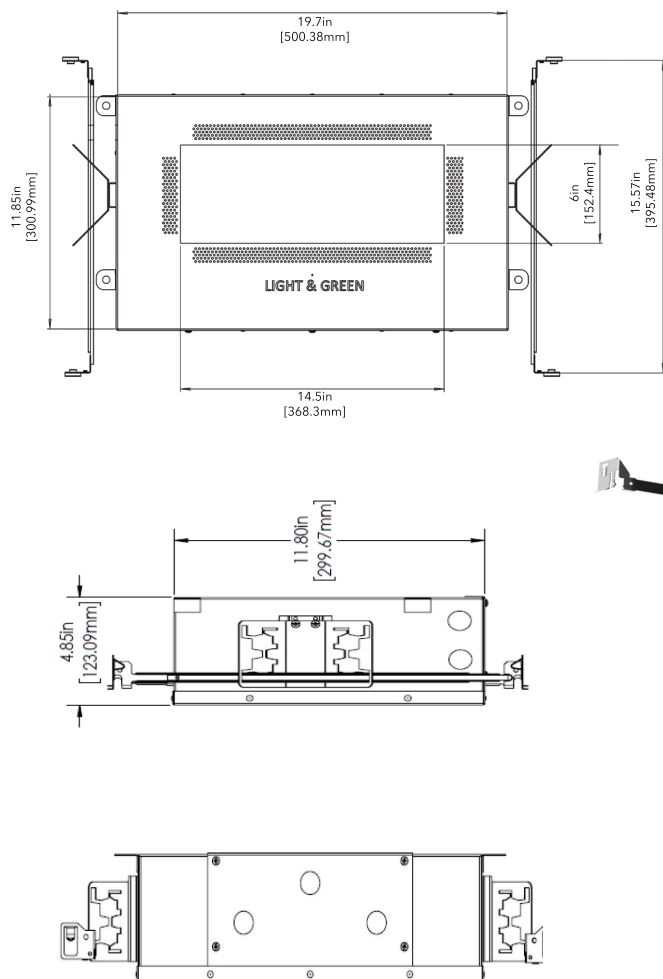 19.7in
[500.38mm]
11.85in
[300.99mm]
6in
[152.4mm]
15.57in
[395.48mm]
LIGHT & GREEN
14.5in
[368.3mm]
11.80in
[299.67mm]
4.85in
[123.09mm]